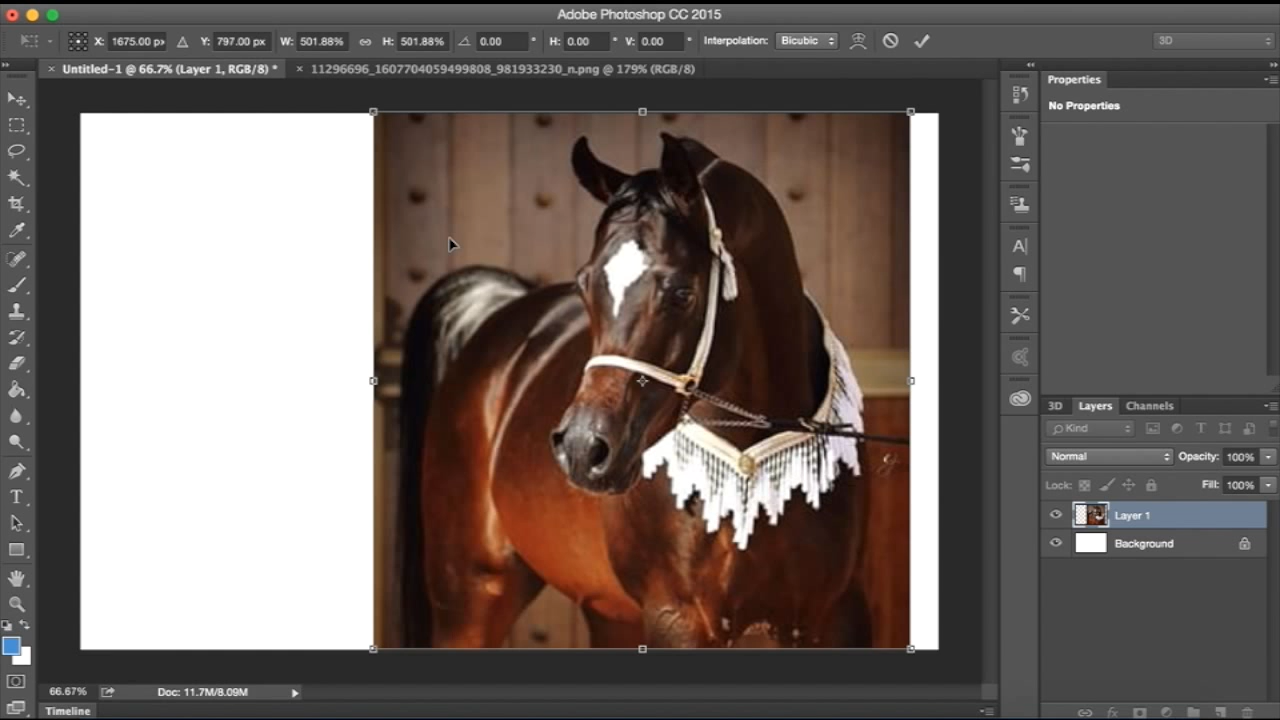 Adobe Photoshop CC 2015
X: 1675.00 px Y: 797.00 px W: 501.88% H: 501.88% 0.00 ° H: 0.00 ° V: 0.00 ° Interpolation: Bicubic 3D
× Untitled-1 @ 66.7% (Layer 1, RGB/8) * × 11296696_1607704059499808_981933230_n.png @ 179% (RGB/8)
Properties
No Properties
3D Layers Channels
Kind
Normal Opacity: 100%
Lock: Fill: 100%
Layer 1
Background
66.67% Doc: 11.7M/8.09M
Timeline